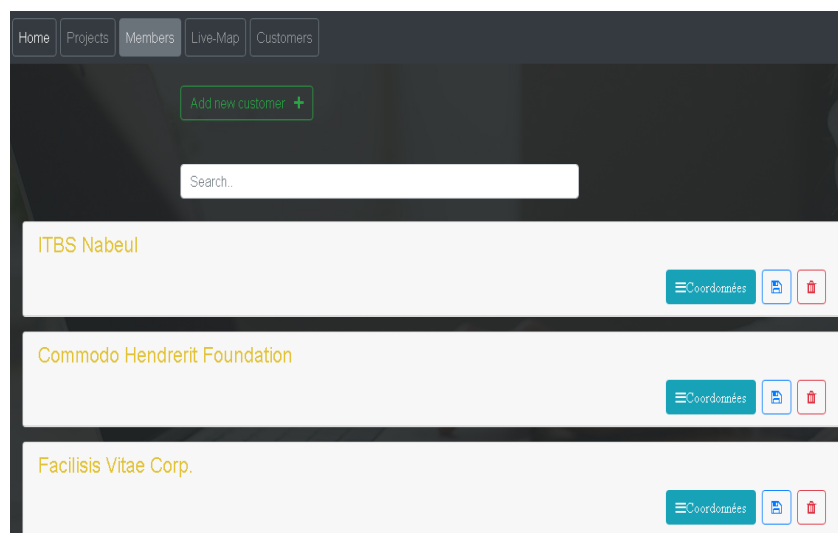 Home Projects Members Live-Map Customers
Add new customer +
Search..
ITBS Nabeul
Coordonnées
Commodo Hendrerit Foundation
Coordonnées
Facilisis Vitae Corp.
Coordonnées